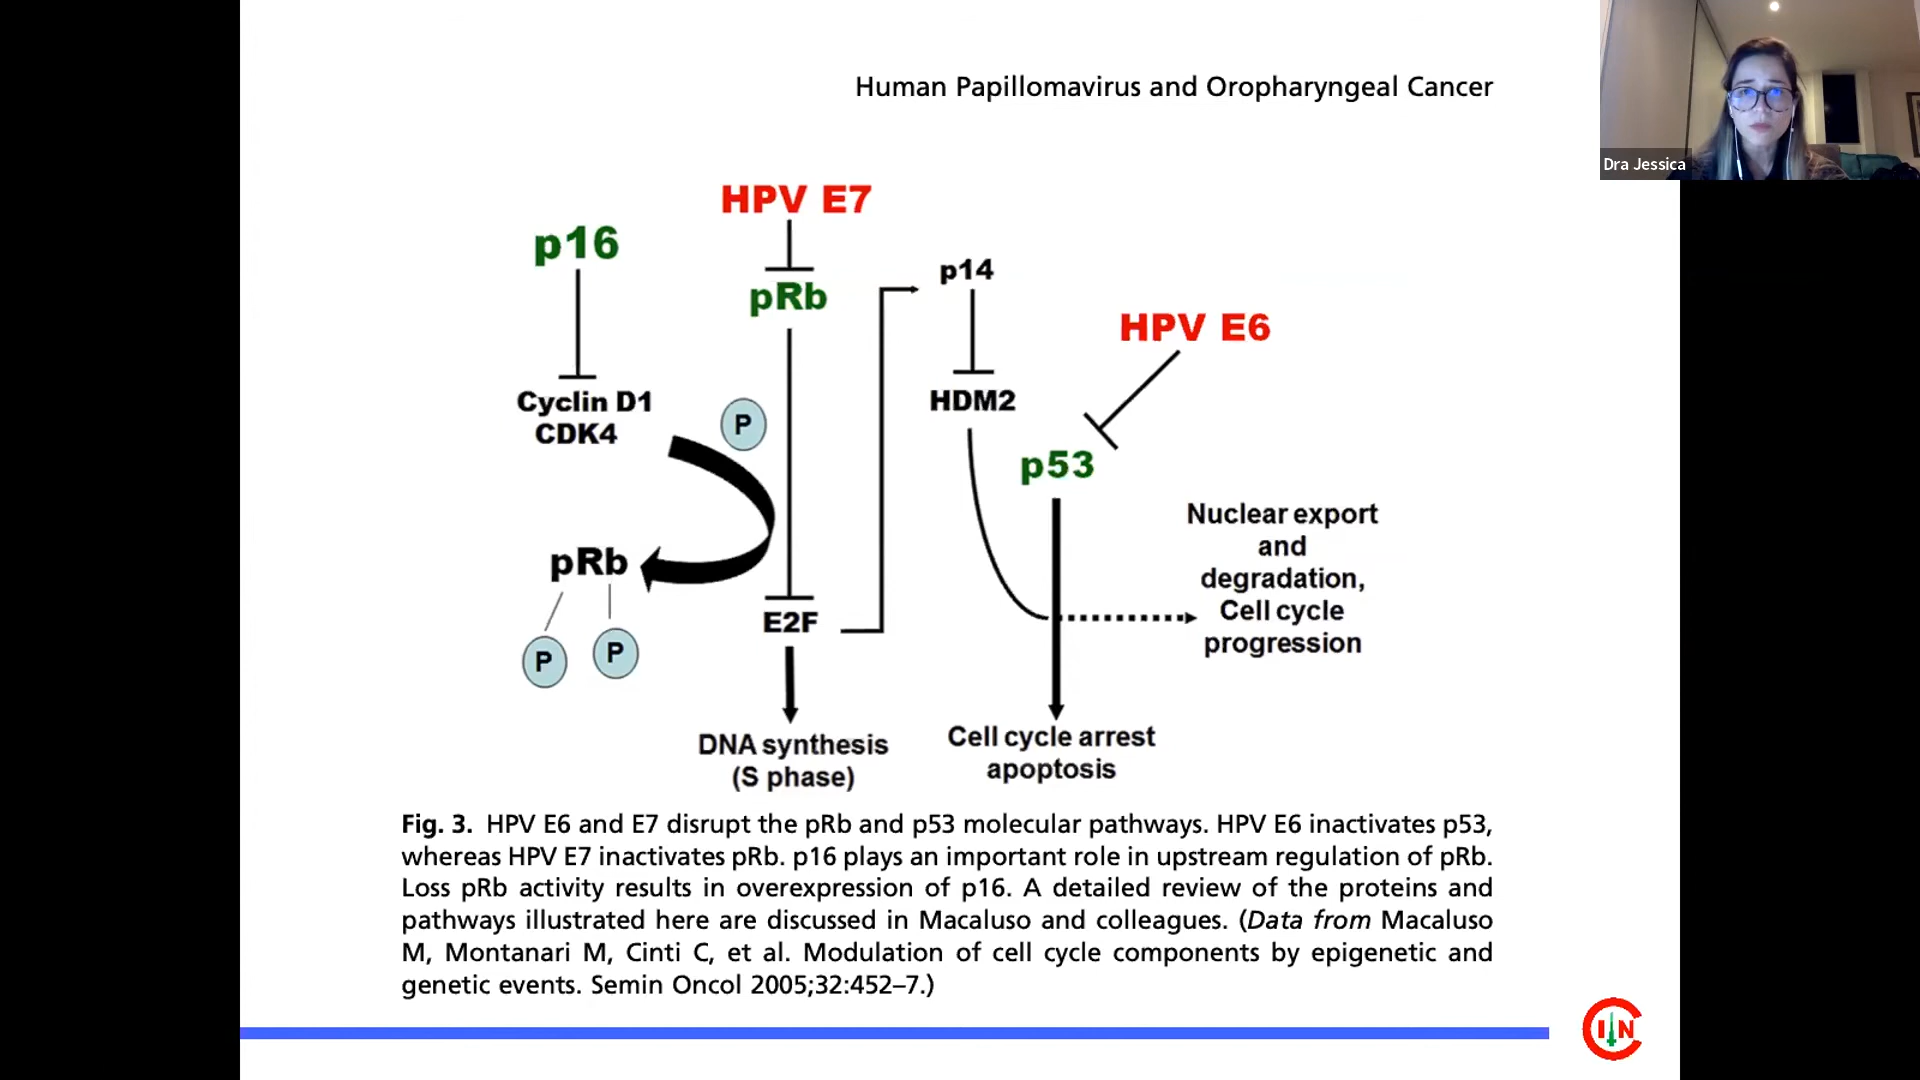 Human Papillomavirus and Oropharyngeal Cancer
Dra Jessica
HPV E7
p16
pRb
p14
HPV E6
Cyclin D1
CDK4
P
HDM2
p53
pRb
P
P
E2F
Nuclear export
and
degradation,
Cell cycle
progression
DNA synthesis
(S phase)
Cell cycle arrest
apoptosis
Fig. 3. HPV E6 and E7 disrupt the pRb and p53 molecular pathways. HPV E6 inactivates p53,
whereas HPV E7 inactivates pRb. p16 plays an important role in upstream regulation of pRb.
Loss pRb activity results in overexpression of p16. A detailed review of the proteins and
pathways illustrated here are discussed in Macaluso and colleagues. (Data from Macaluso
M, Montanari M, Cinti C, et al. Modulation of cell cycle components by epigenetic and
genetic events. Semin Oncol 2005;32:452–7.)
CIN